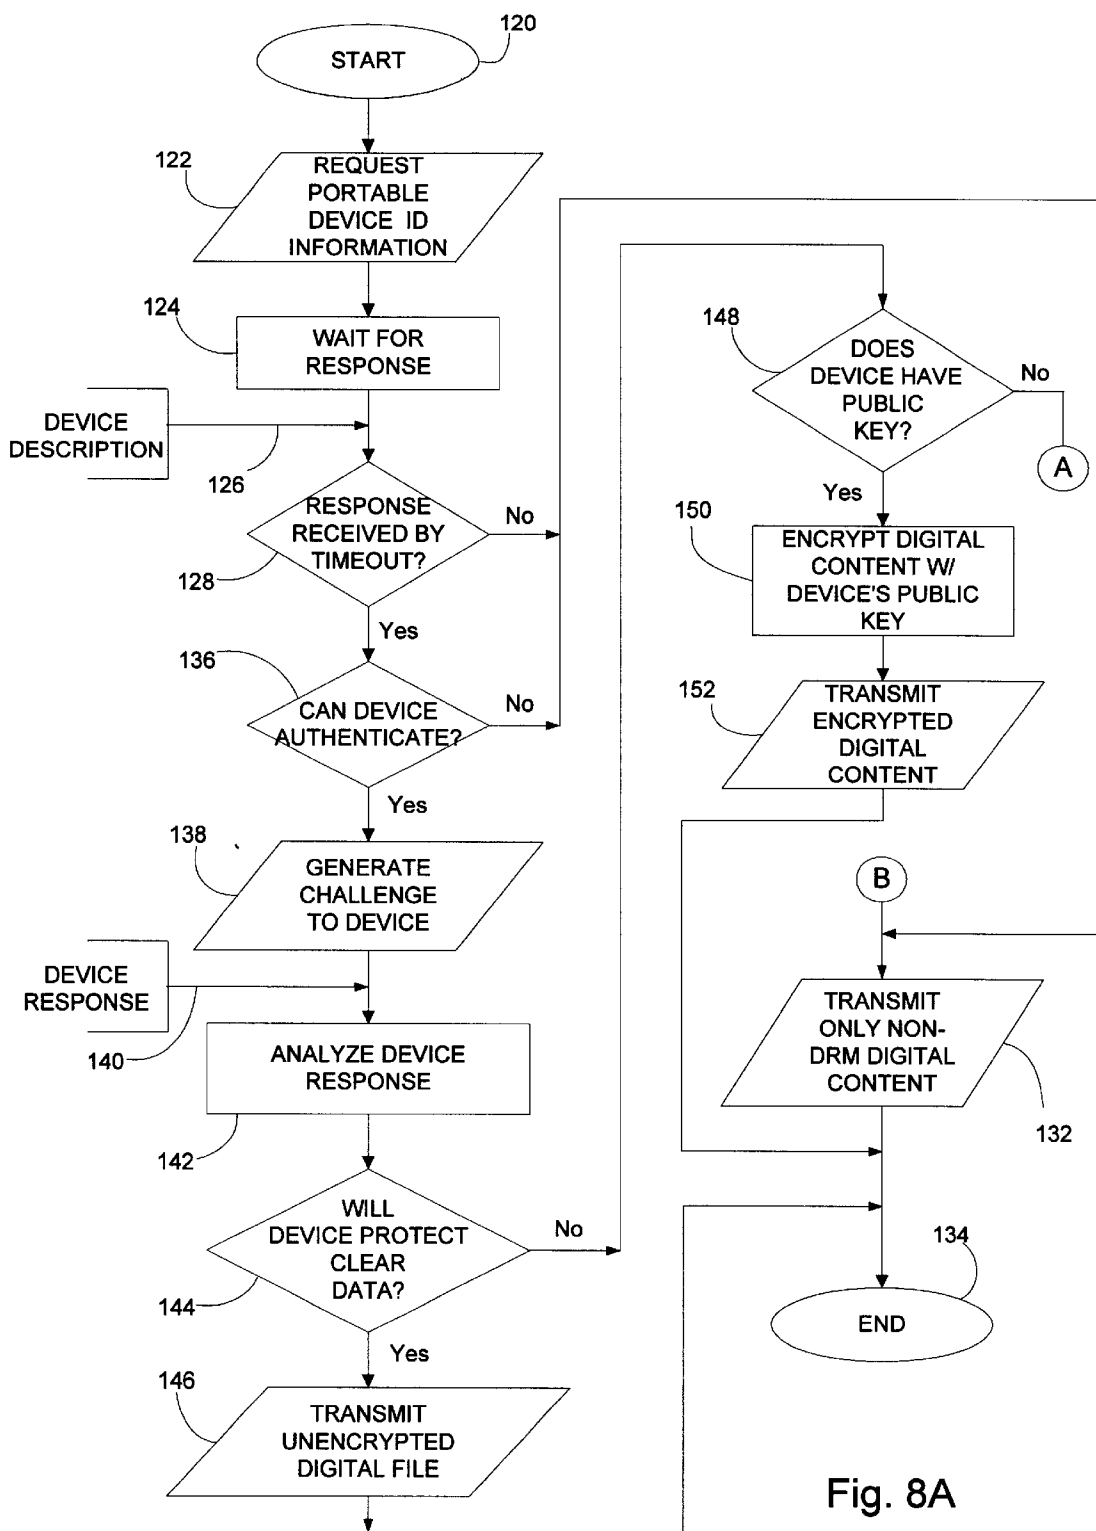 120
START
122
REQUEST
PORTABLE
DEVICE ID
INFORMATION
124
WAIT FOR
RESPONSE
DEVICE
DESCRIPTION
126
RESPONSE
RECEIVED BY
TIMEOUT?
No
128
Yes
136
CAN DEVICE
AUTHENTICATE?
No
Yes
138
GENERATE
CHALLENGE
TO DEVICE
DEVICE
RESPONSE
140
ANALYZE DEVICE
RESPONSE
142
WILL
DEVICE PROTECT
CLEAR
DATA?
No
144
Yes
146
TRANSMIT
UNENCRYPTED
DIGITAL FILE
148
DOES
DEVICE HAVE
PUBLIC
KEY?
No
A
Yes
150
ENCRYPT DIGITAL
CONTENT W/
DEVICE'S PUBLIC
KEY
152
TRANSMIT
ENCRYPTED
DIGITAL
CONTENT
B
TRANSMIT
ONLY NON-
DRM DIGITAL
CONTENT
132
134
END
Fig. 8A